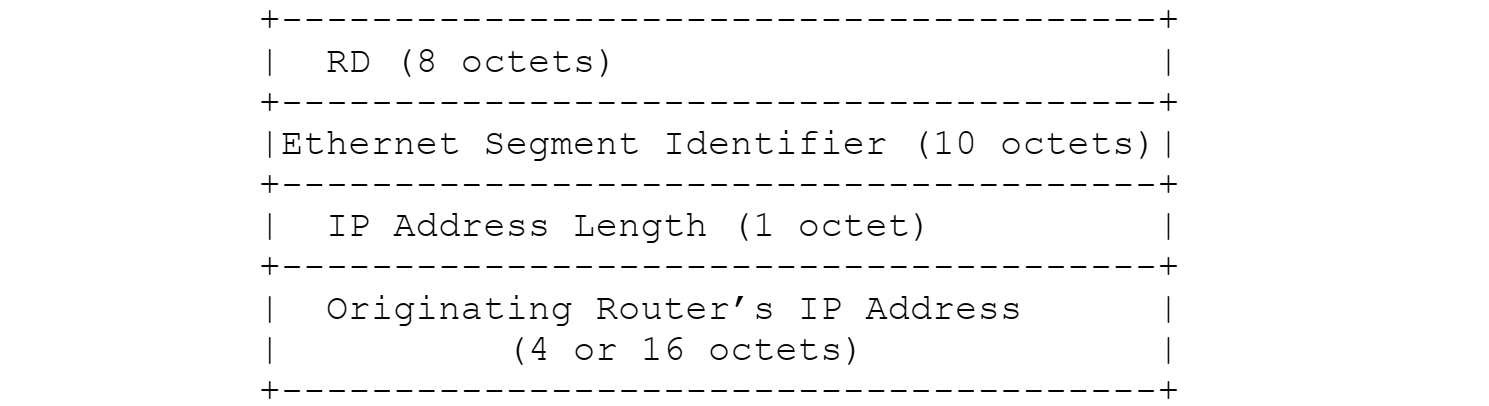 +---------------------------------------+
|  RD (8 octets)                        |
+---------------------------------------+
|Ethernet Segment Identifier (10 octets)|
+---------------------------------------+
|  IP Address Length (1 octet)          |
+---------------------------------------+
|  Originating Router’s IP Address      |
|          (4 or 16 octets)             |
+---------------------------------------+